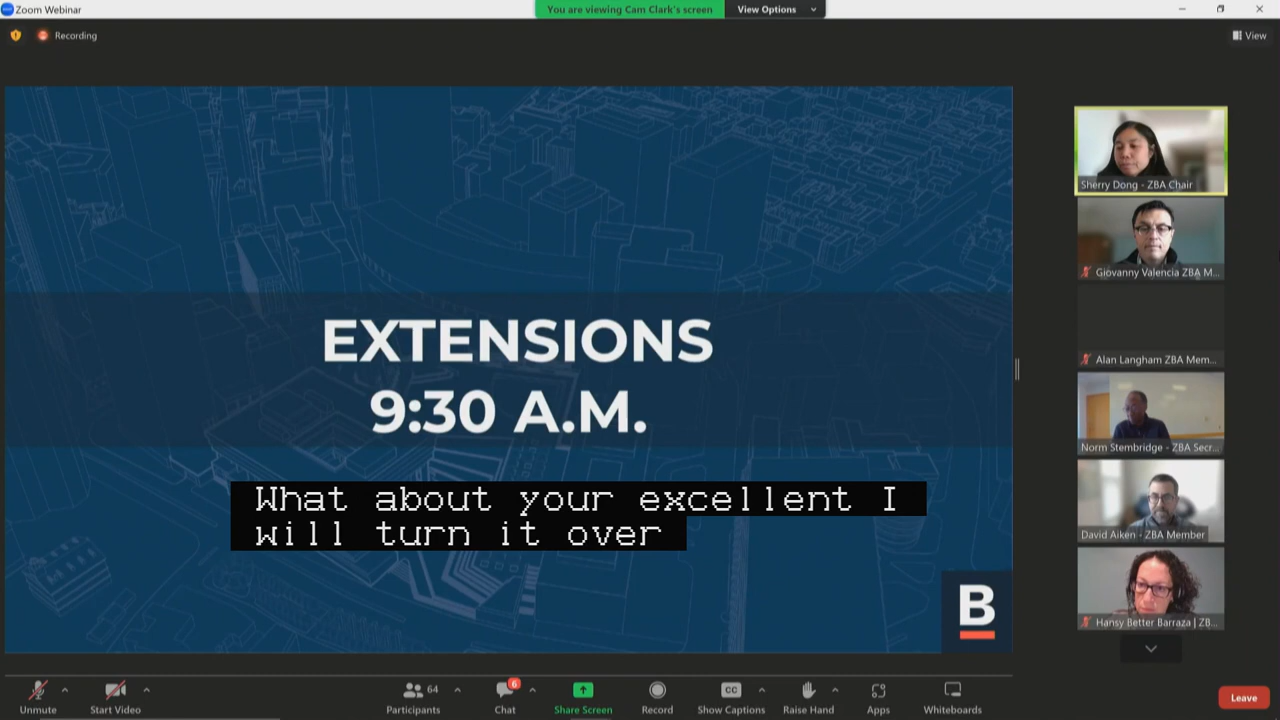 Zoom Webinar
You are viewing Cam Clark's screen
View Options
Recording
View
EXTENSIONS
9:30 A.M.
What about your excellent I
will turn it over
B
Sherry Dong - ZBA Chair
Giovanny Valencia ZBA M...
Alan Langham ZBA Mem...
Norm Stembridge - ZBA Secr...
David Aiken - ZBA Member
Hansy Better Barraza | ZB...
Unmute
Start Video
64
Participants
6
Chat
Share Screen
Record
CC
Show Captions
Raise Hand
Apps
Whiteboards
Leave